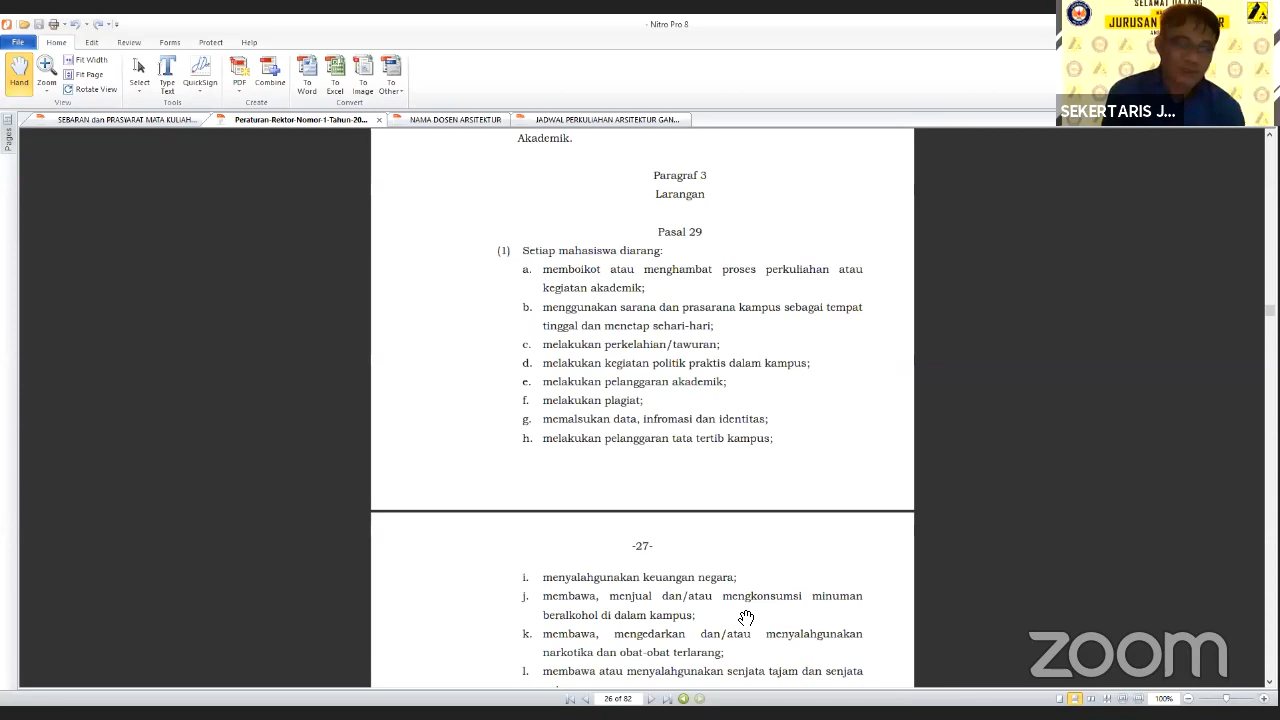 - Nitro Pro 8
File Home Edit Review Forms Protect Help
Hand Zoom Fit Width Fit Page Rotate View Select Type Text QuickSign PDF Combine To Word To Excel To Image To Other
View Tools Create Convert
SEBARAN dan PRASYARAT MATA KULIAH... Peraturan-Rektor-Nomor-1-Tahun-20... NAMA DOSEN ARSITEKTUR JADWAL PERKULIAHAN ARSITEKTUR GAN...
Pages
JURUSAN
SEKERTARIS J...
Akademik.
Paragraf 3
Larangan
Pasal 29
(1) Setiap mahasiswa diarang:
a. memboikot atau menghambat proses perkuliahan atau
kegiatan akademik;
b. menggunakan sarana dan prasarana kampus sebagai tempat
tinggal dan menetap sehari-hari;
c. melakukan perkelahian/tawuran;
d. melakukan kegiatan politik praktis dalam kampus;
e. melakukan pelanggaran akademik;
f. melakukan plagiat;
g. memalsukan data, infromasi dan identitas;
h. melakukan pelanggaran tata tertib kampus;
-27-
i. menyalahgunakan keuangan negara;
j. membawa, menjual dan/atau mengkonsumsi minuman
beralkohol di dalam kampus;
k. membawa, mengedarkan dan/atau menyalahgunakan
narkotika dan obat-obat terlarang;
l. membawa atau menyalahgunakan senjata tajam dan senjata
zoom
26 of 82
100%